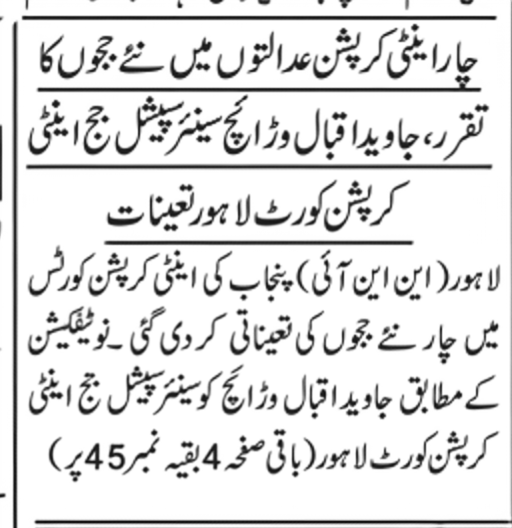 چار اینٹی کرپشن عدالتوں میں نئے ججوں کا
تقرر، جاوید اقبال وڑائچ سینئر سپیشل جج اینٹی
کرپشن کورٹ لاہور تعینات
لاہور (این این آئی) پنجاب کی اینٹی کرپشن کورٹس
میں چار نئے ججوں کی تعیناتی کر دی گئی ۔ نوٹیفکیشن
کے مطابق جاوید اقبال وڑائچ کو سینئر سپیشل جج اینٹی
کرپشن کورٹ لاہور (باقی صفحہ 4 بقیہ نمبر 45 پر)